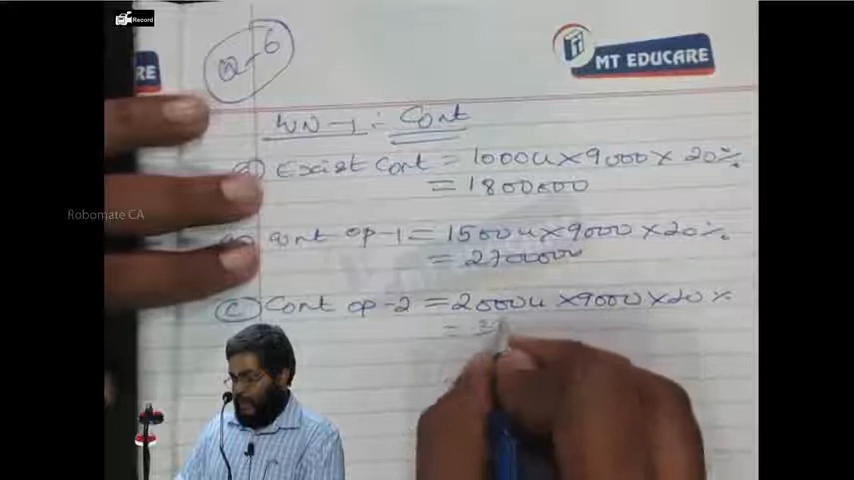 Record
Q-6
MT EDUCARE
RE
WN-1: Cont
Exist Cont = 1000u × 9000 × 20%
= 1800000
Robomate CA
Cont op-1 = 1500u × 9000 × 20%
= 2700000
C Cont op-2 = 2000u × 9000 × 20%
=